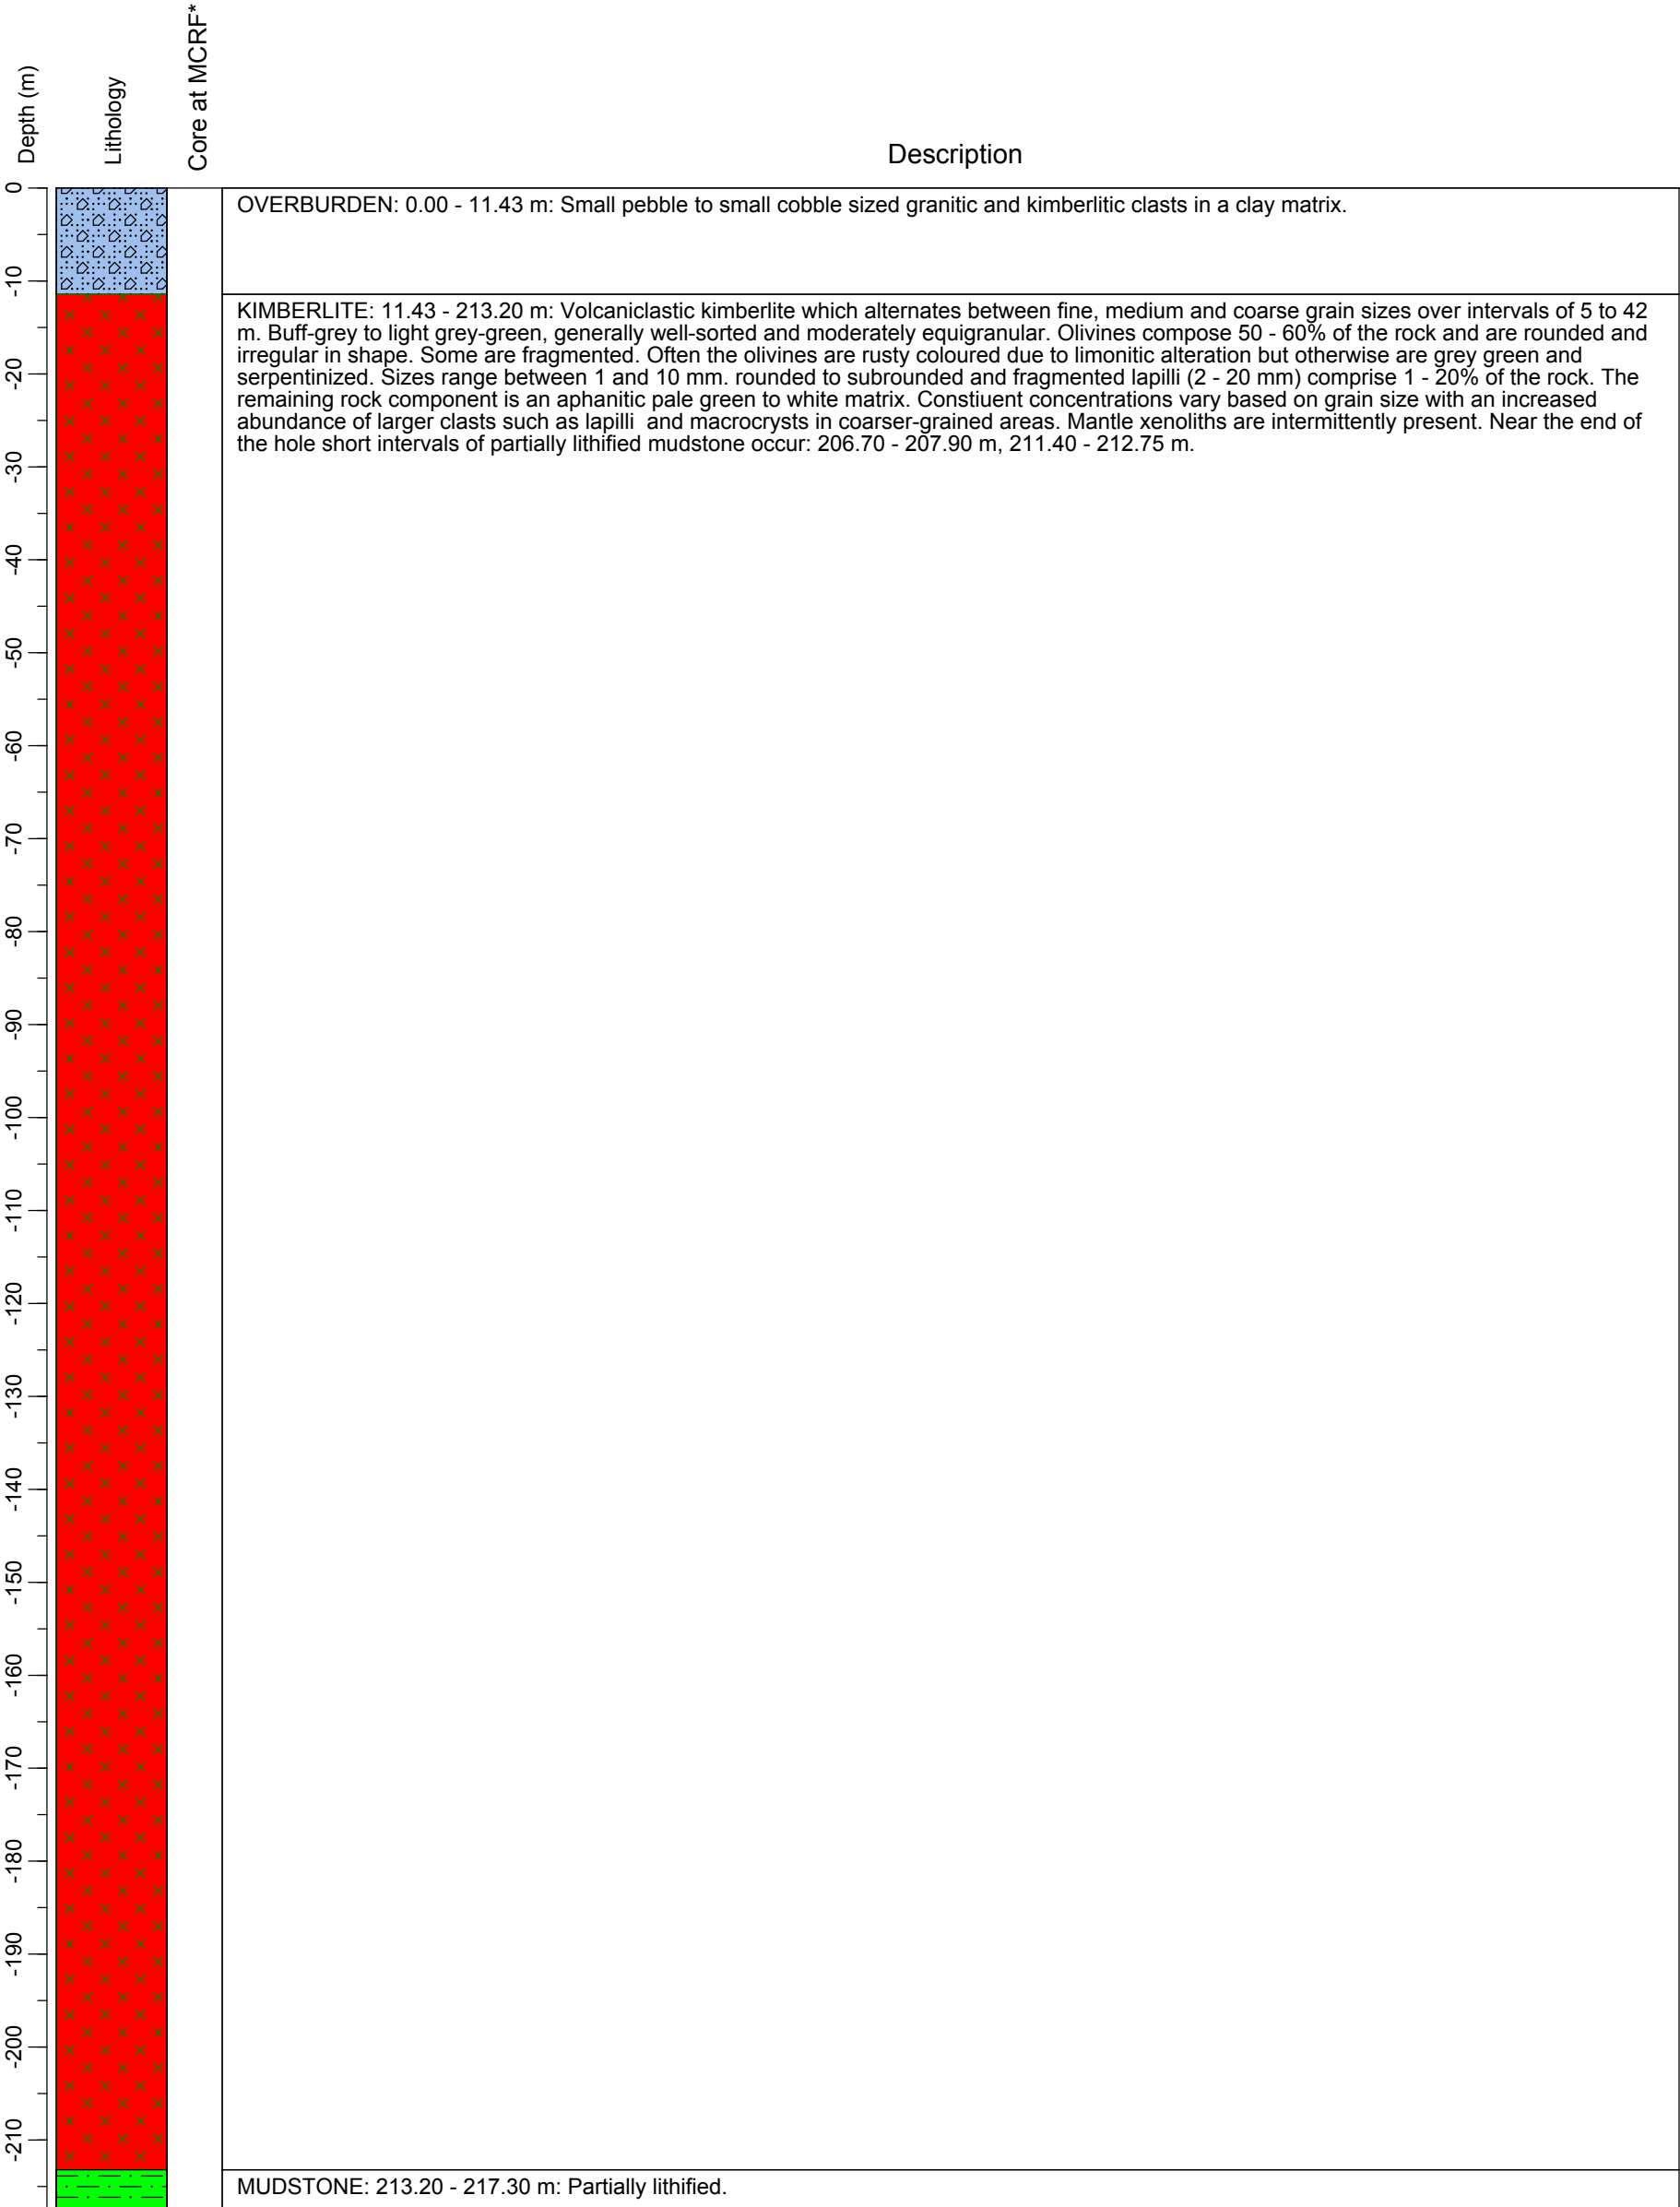 Depth (m)
Lithology
Core at MCRF*
Description
0
-10
-20
-30
-40
-50
-60
-70
-80
-90
-100
-110
-120
-130
-140
-150
-160
-170
-180
-190
-200
-210
OVERBURDEN: 0.00 - 11.43 m: Small pebble to small cobble sized granitic and kimberlitic clasts in a clay matrix.
KIMBERLITE: 11.43 - 213.20 m: Volcaniclastic kimberlite which alternates between fine, medium and coarse grain sizes over intervals of 5 to 42
m. Buff-grey to light grey-green, generally well-sorted and moderately equigranular. Olivines compose 50 - 60% of the rock and are rounded and
irregular in shape. Some are fragmented. Often the olivines are rusty coloured due to limonitic alteration but otherwise are grey green and
serpentinized. Sizes range between 1 and 10 mm. rounded to subrounded and fragmented lapilli (2 - 20 mm) comprise 1 - 20% of the rock. The
remaining rock component is an aphanitic pale green to white matrix. Constiuent concentrations vary based on grain size with an increased
abundance of larger clasts such as lapilli  and macrocrysts in coarser-grained areas. Mantle xenoliths are intermittently present. Near the end of
the hole short intervals of partially lithified mudstone occur: 206.70 - 207.90 m, 211.40 - 212.75 m.
MUDSTONE: 213.20 - 217.30 m: Partially lithified.